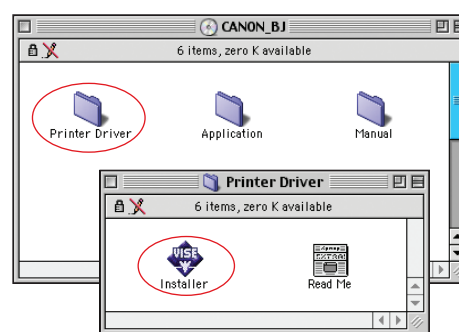 CANON_BJ
6 items, zero K available
Printer Driver
Application
Manual
Printer Driver
6 items, zero K available
VISE
EXTRA!
Installer
Read Me